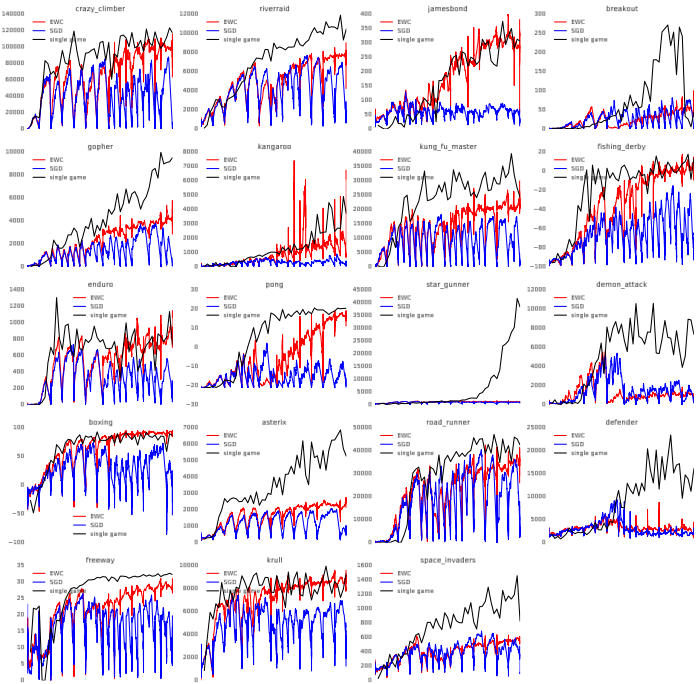 crazy_climber
140000
120000
100000
80000
60000
40000
20000
0
EWC
SGD
single game
riverraid
12000
10000
8000
6000
4000
2000
0
EWC
SGD
single game
jamesbond
400
350
300
250
200
150
100
50
0
EWC
SGD
single game
breakout
300
250
200
150
100
50
0
EWC
SGD
single game
gopher
10000
8000
6000
4000
2000
0
EWC
SGD
single game
kangaroo
8000
7000
6000
5000
4000
3000
2000
1000
0
EWC
SGD
single game
kung_fu_master
40000
35000
30000
25000
20000
15000
10000
5000
0
EWC
SGD
single game
fishing_derby
20
0
−20
−40
−60
−80
−100
EWC
SGD
single game
enduro
1400
1200
1000
800
600
400
200
0
EWC
SGD
single game
pong
30
20
10
0
−10
−20
−30
EWC
SGD
single game
star_gunner
45000
40000
35000
30000
25000
20000
15000
10000
5000
0
EWC
SGD
single game
demon_attack
12000
10000
8000
6000
4000
2000
0
EWC
SGD
single game
boxing
100
50
0
−50
−100
EWC
SGD
single game
asterix
7000
6000
5000
4000
3000
2000
1000
0
EWC
SGD
single game
road_runner
50000
40000
30000
20000
10000
0
EWC
SGD
single game
defender
25000
20000
15000
10000
5000
0
EWC
SGD
single game
freeway
35
30
25
20
15
10
5
0
EWC
SGD
single game
krull
10000
8000
6000
4000
2000
0
EWC
SGD
single game
space_invaders
1600
1400
1200
1000
800
600
400
200
0
EWC
SGD
single game